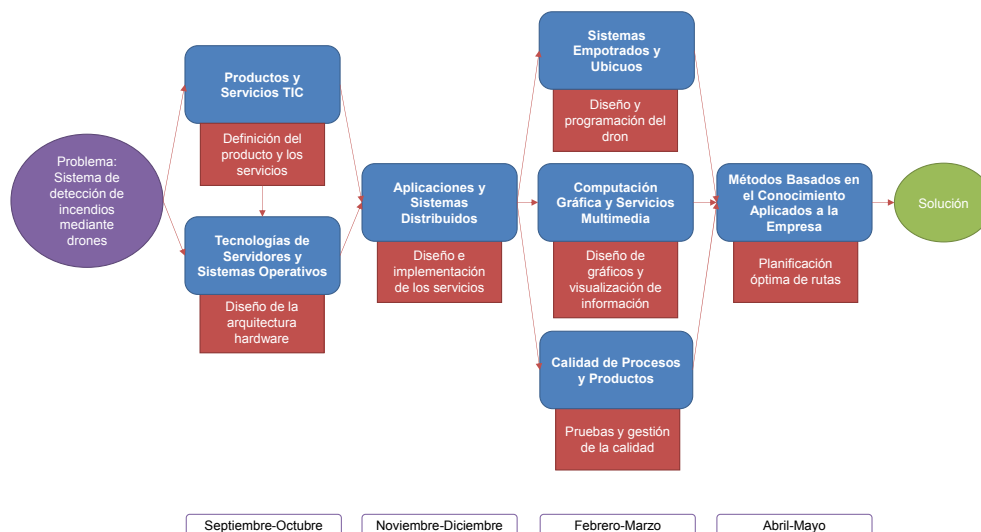 Problema:
Sistema de
detección de
incendios
mediante
drones
Productos y
Servicios TIC
Definición del
producto y los
servicios
Tecnologías de
Servidores y
Sistemas Operativos
Diseño de la
arquitectura
hardware
Aplicaciones y
Sistemas
Distribuidos
Diseño e
implementación
de los servicios
Sistemas
Empotrados y
Ubicuos
Diseño y
programación del
dron
Computación
Gráfica y Servicios
Multimedia
Diseño de
gráficos y
visualización de
información
Calidad de Procesos
y Productos
Pruebas y gestión
de la calidad
Métodos Basados en
el Conocimiento
Aplicados a la
Empresa
Planificación
óptima de rutas
Solución
Septiembre-Octubre
Noviembre-Diciembre
Febrero-Marzo
Abril-Mayo